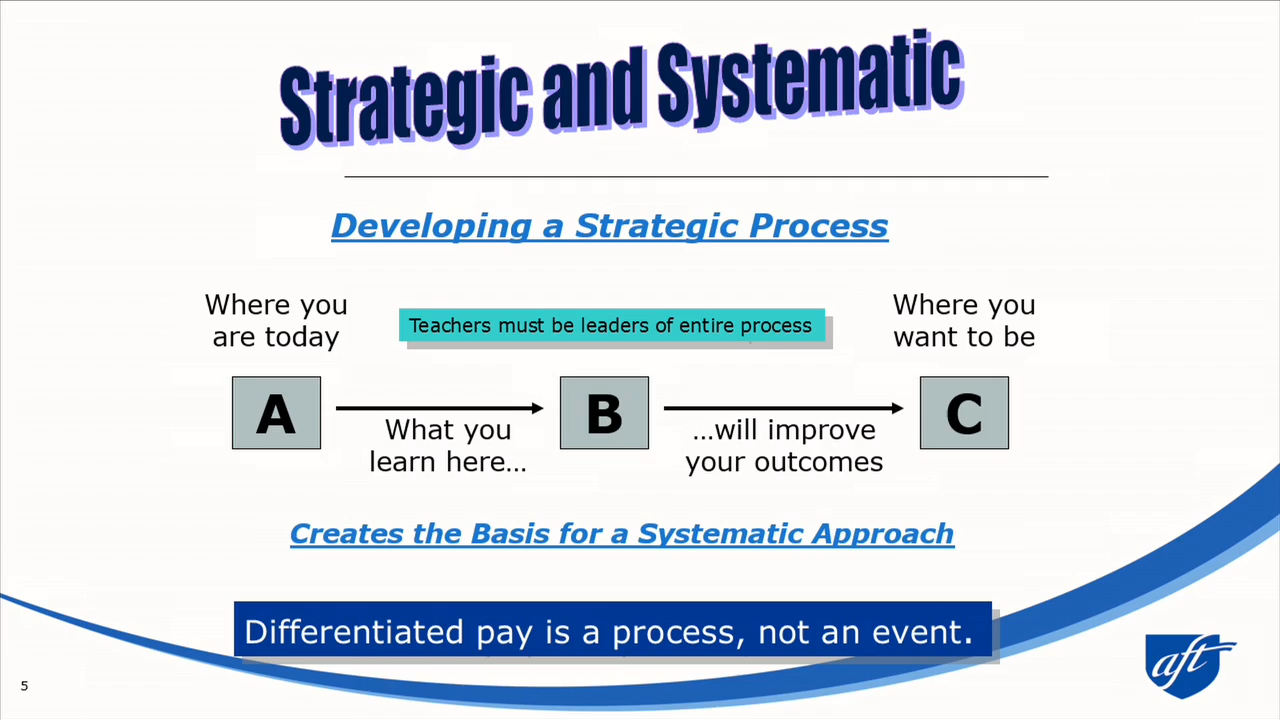 Strategic and Systematic
Developing a Strategic Process
Where you
are today
Teachers must be leaders of entire process
Where you
want to be
A
B
C
What you
learn here…
…will improve
your outcomes
Creates the Basis for a Systematic Approach
Differentiated pay is a process, not an event.
5
aft